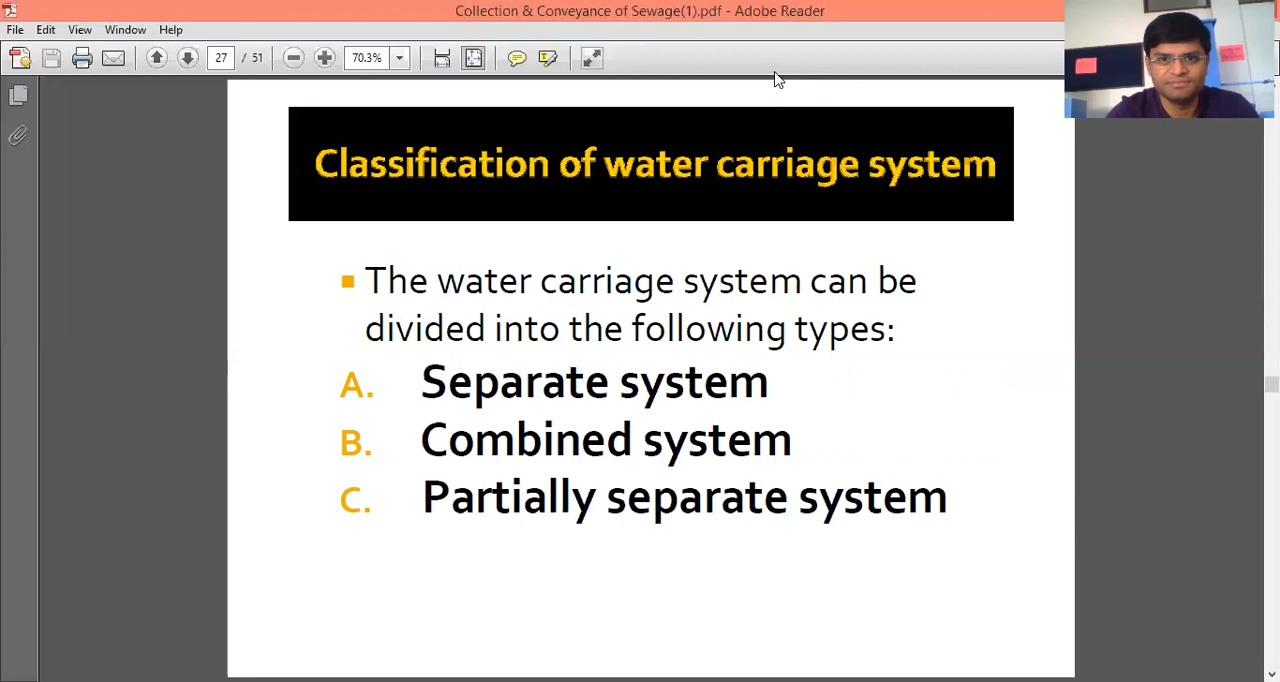 Collection & Conveyance of Sewage(1).pdf - Adobe Reader
File Edit View Window Help
27 / 51 70.3%
Classification of water carriage system
The water carriage system can be
divided into the following types:
A. Separate system
B. Combined system
C. Partially separate system